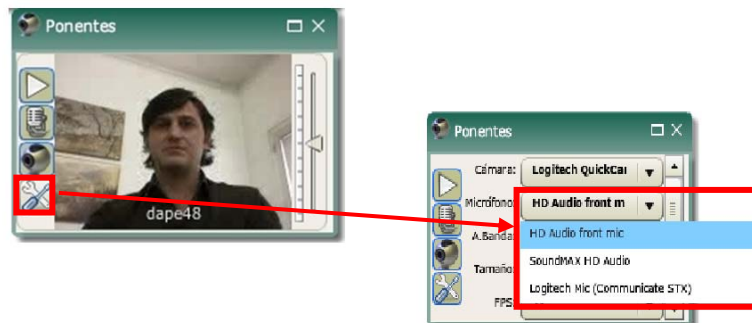 Ponentes
dape48
Ponentes
Cámara: Logitech QuickCar
Micrófono: HD Audio front m
A.Banda: HD Audio front mic
Tamaño: SoundMAX HD Audio
Logitech Mic (Communicate STX)
FPS: